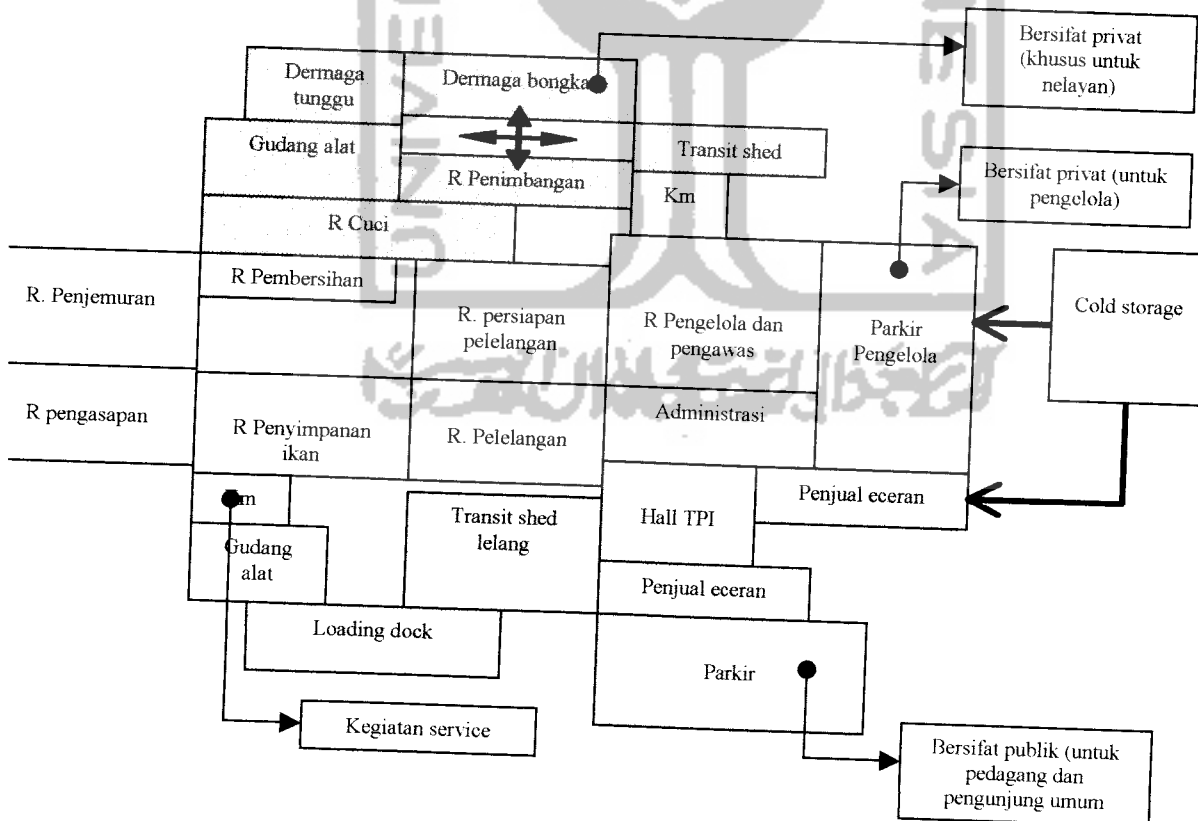 Bersifat privat
(khusus untuk
nelayan)
Dermaga
tunggu
Dermaga bongka
Gudang alat
Transit shed
R Penimbangan
Km
Bersifat privat (untuk
pengelola)
R Cuci
R Pembersihan
R. Penjemuran
R. persiapan
pelelangan
R Pengelola dan
pengawas
Parkir
Pengelola
Cold storage
R pengasapan
R Penyimpanan
ikan
R. Pelelangan
Administrasi
Penjual eceran
Transit shed
lelang
Hall TPI
Gudang
alat
Penjual eceran
Loading dock
Parkir
Kegiatan service
Bersifat publik (untuk
pedagang dan
pengunjung umum